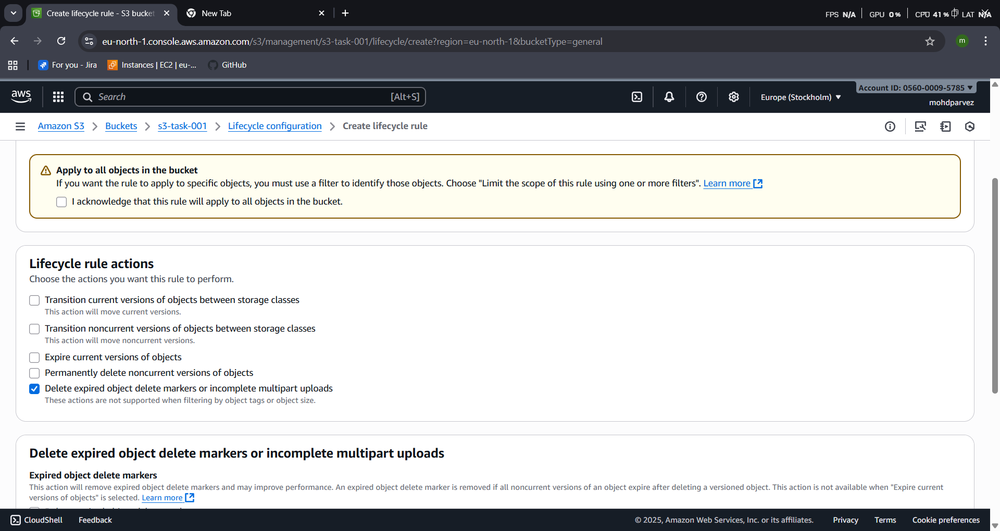 Create lifecycle rule - S3 bucket
New Tab
FPS N/A GPU 0% CPU 41% LAT N/A
eu-north-1.console.aws.amazon.com/s3/management/s3-task-001/lifecycle/create?region=eu-north-1&bucketType=general
m
For you - Jira
Instances | EC2 | eu-...
GitHub
aws
Search
[Alt+S]
Europe (Stockholm)
Account ID: 0560-0009-5785
mohdparvez
Amazon S3 > Buckets > s3-task-001 > Lifecycle configuration > Create lifecycle rule
Apply to all objects in the bucket
If you want the rule to apply to specific objects, you must use a filter to identify those objects. Choose "Limit the scope of this rule using one or more filters". Learn more
I acknowledge that this rule will apply to all objects in the bucket.
Lifecycle rule actions
Choose the actions you want this rule to perform.
Transition current versions of objects between storage classes
This action will move current versions.
Transition noncurrent versions of objects between storage classes
This action will move noncurrent versions.
Expire current versions of objects
Permanently delete noncurrent versions of objects
Delete expired object delete markers or incomplete multipart uploads
These actions are not supported when filtering by object tags or object size.
Delete expired object delete markers or incomplete multipart uploads
Expired object delete markers
This action will remove expired object delete markers and may improve performance. An expired object delete marker is removed if all noncurrent versions of an object expire after deleting a versioned object. This action is not available when "Expire current
versions of objects" is selected. Learn more
CloudShell
Feedback
© 2025, Amazon Web Services, Inc. or its affiliates.
Privacy
Terms
Cookie preferences